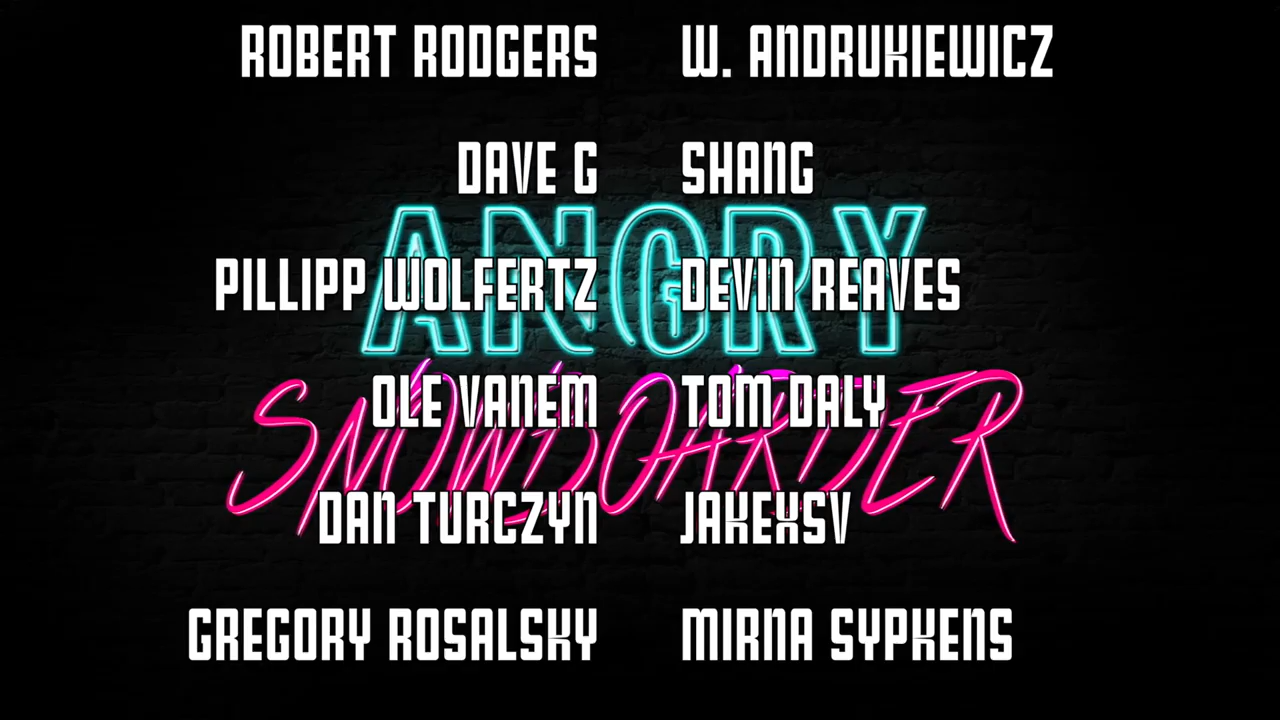 ROBERT RODGERS W. ANDRUKIEWICZ
DAVE G SHANG
ANGRY
PILLIPP WOLFERTZ DEVIN REAVES
OLE VANEM TOM DALY
SNOWBOARDER
DAN TURCZYN JAKEXSV
GREGORY ROSALSKY MIRNA SYPKENS